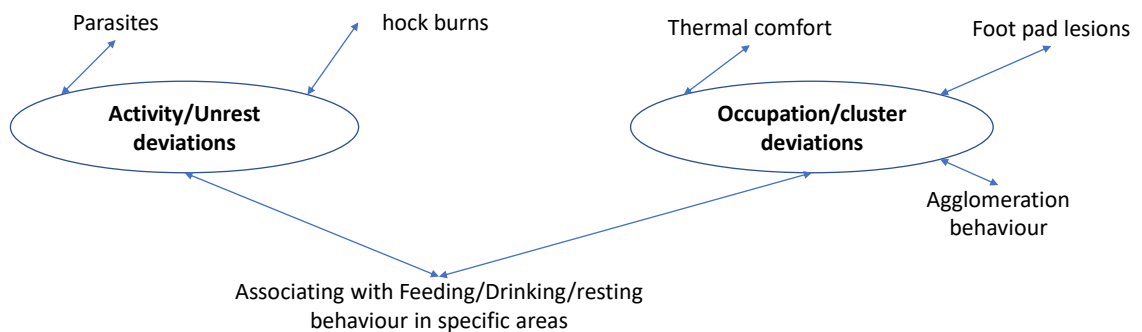 Parasites
hock burns
Thermal comfort
Foot pad lesions
Activity/Unrest
deviations
Occupation/cluster
deviations
Agglomeration
behaviour
Associating with Feeding/Drinking/resting
behaviour in specific areas